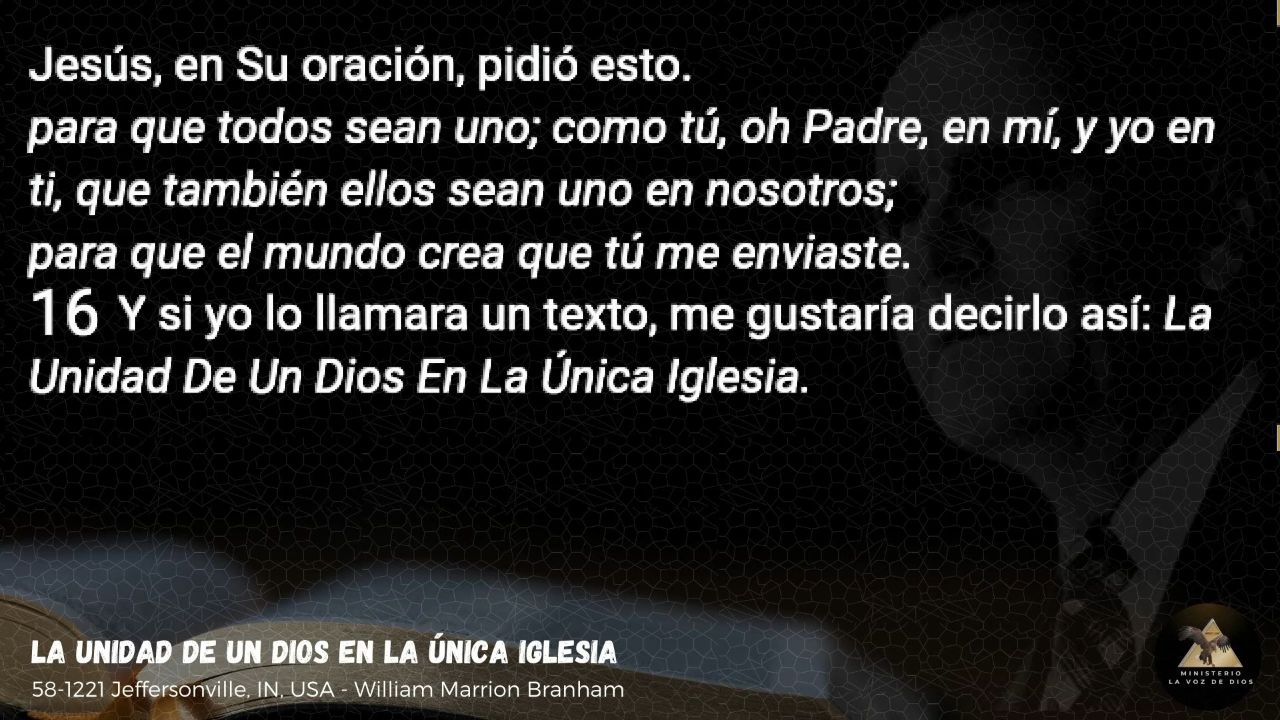 Jesús, en Su oración, pidió esto.
para que todos sean uno; como tú, oh Padre, en mí, y yo en
ti, que también ellos sean uno en nosotros;
para que el mundo crea que tú me enviaste.
16 Y si yo lo llamara un texto, me gustaría decirlo así: La
Unidad De Un Dios En La Única Iglesia.
LA UNIDAD DE UN DIOS EN LA ÚNICA IGLESIA
58-1221 Jeffersonville, IN, USA - William Marrion Branham
MINISTERIO
LA VOZ DE DIOS